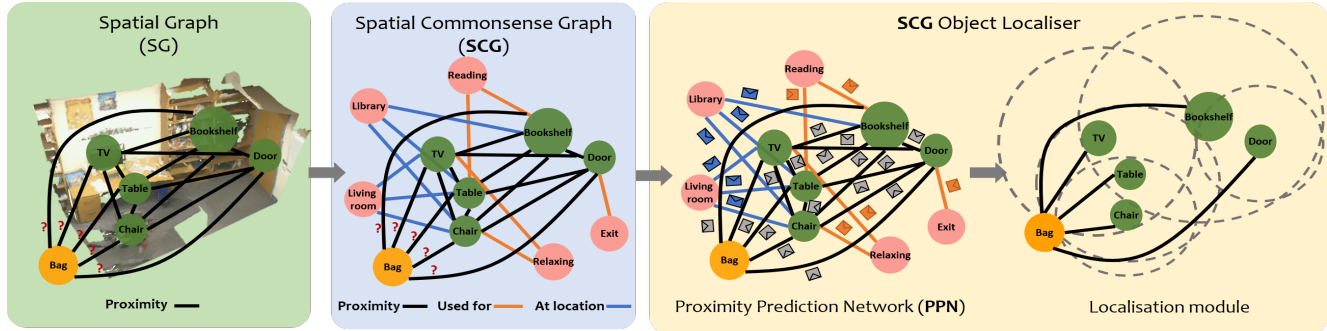 Spatial Graph
(SG)
Bookshelf
TV
Door
Table
Chair
?
?
?
?
?
Bag
Proximity
Spatial Commonsense Graph
(SCG)
Reading
Library
Bookshelf
TV
Door
Living
room
Table
Chair
Exit
?
?
?
?
?
Bag
Relaxing
Proximity
Used for
At location
SCG Object Localiser
Reading
Library
Bookshelf
TV
Door
Living
room
Table
Chair
Exit
Bag
Relaxing
Proximity Prediction Network (PPN)
Bookshelf
TV
Door
Table
Chair
Bag
Localisation module